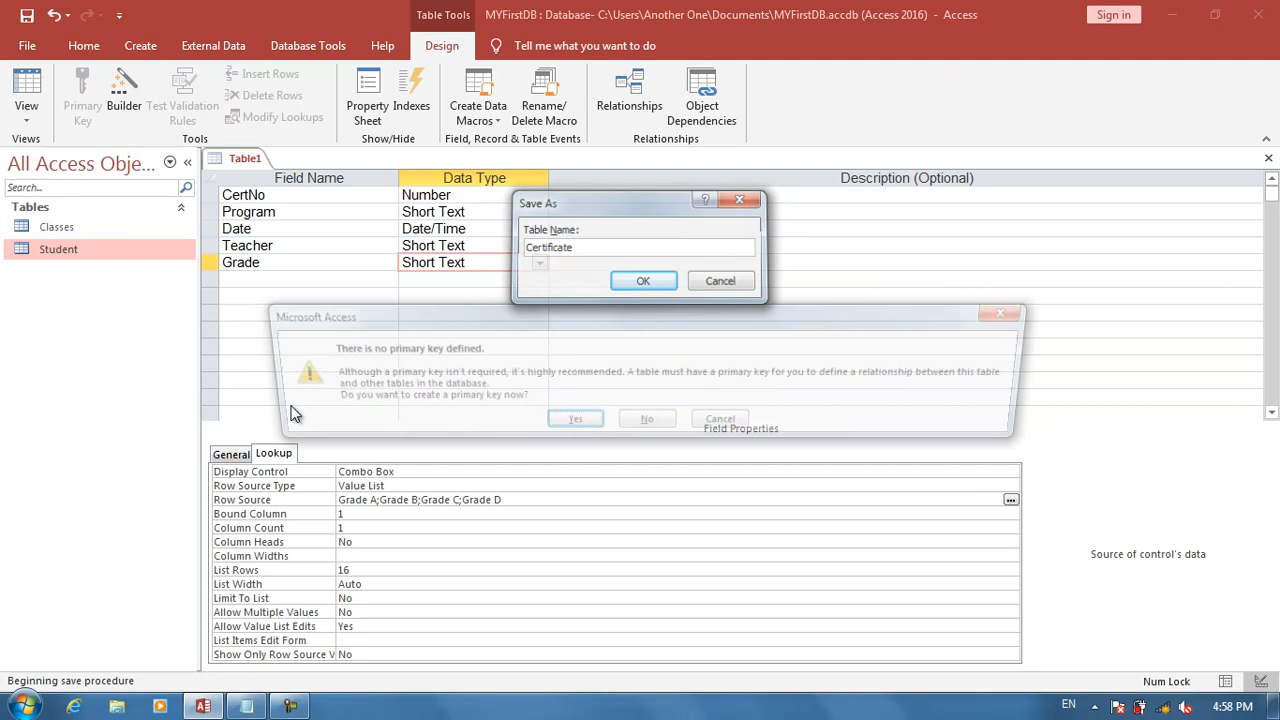 Table Tools
MYFirstDB : Database- C:\Users\Another One\Documents\MYFirstDB.accdb (Access 2016) - Access
Sign in
File Home Create External Data Database Tools Help Design Tell me what you want to do
View
Views
Primary Key
Builder
Test Validation Rules
Insert Rows
Delete Rows
Modify Lookups
Tools
Property Sheet
Indexes
Show/Hide
Create Data Macros
Rename/ Delete Macro
Field, Record & Table Events
Relationships
Object Dependencies
Relationships
All Access Obje...
Search...
Tables
Classes
Student
Table1
Field Name Data Type Description (Optional)
CertNo Number
Program Short Text
Date Date/Time
Teacher Short Text
Grade Short Text
Save As
Table Name:
Certificate
OK Cancel
Microsoft Access
There is no primary key defined.
Although a primary key isn't required, it's highly recommended. A table must have a primary key for you to define a relationship between this table
and other tables in the database.
Do you want to create a primary key now?
Yes No Cancel
Field Properties
General Lookup
Display Control Combo Box
Row Source Type Value List
Row Source Grade A;Grade B;Grade C;Grade D
Bound Column 1
Column Count 1
Column Heads No
Column Widths
List Rows 16
List Width Auto
Limit To List No
Allow Multiple Values No
Allow Value List Edits Yes
List Items Edit Form
Show Only Row Source V No
Source of control's data
Beginning save procedure
Num Lock
EN
4:58 PM